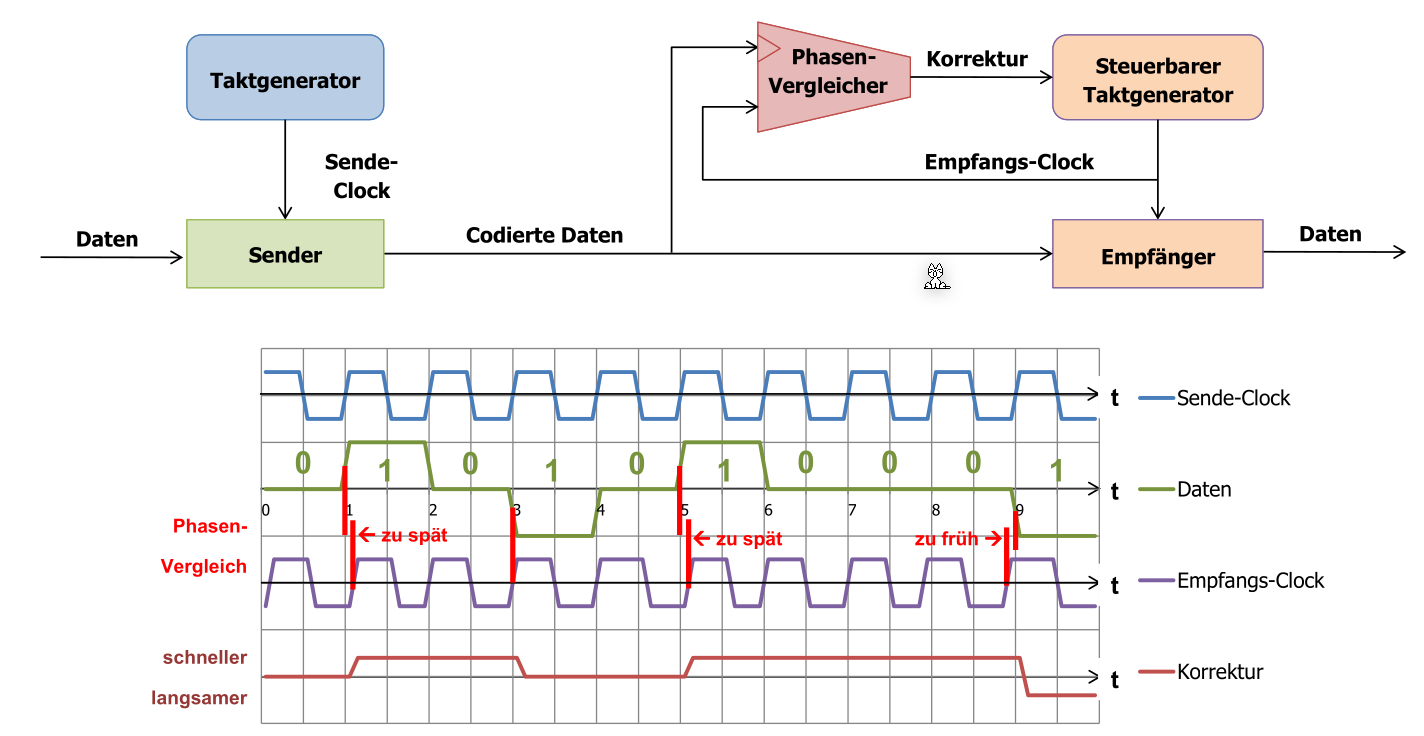 Taktgenerator
Phasen-
Vergleicher
Korrektur
Steuerbarer
Taktgenerator
Sende-
Clock
Empfangs-Clock
Daten
Sender
Codierte Daten
Empfänger
Daten
t
Sende-Clock
0 1 0 1 0 1 0 0 0 1
t
Daten
0 1 2 3 4 5 6 7 8 9
Phasen-
Vergleich
← zu spät
← zu spät
zu früh →
t
Empfangs-Clock
schneller
langsamer
t
Korrektur